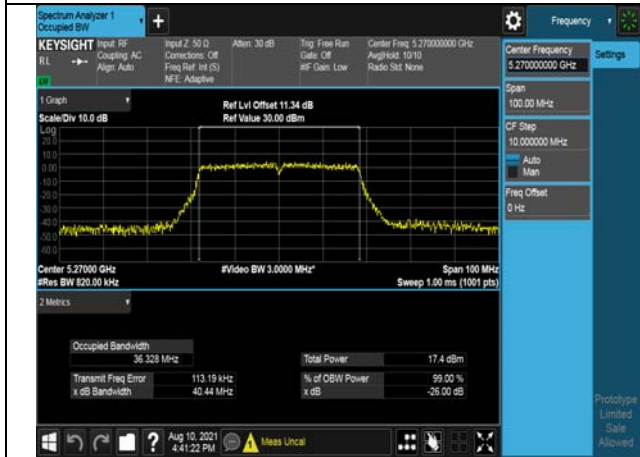 Spectrum Analyzer 1
Occupied BW
Frequency
KEYSIGHT
RL
Input: RF
Coupling: AC
Align: Auto
Input Z: 50 Ω
Corrections: Off
Freq Ref: Int (S)
NFE: Adaptive
Atten: 30 dB
Trig: Free Run
Gate: Off
#IF Gain: Low
Center Freq: 5.270000000 GHz
Avg|Hold: 10/10
Radio Std: None
Center Frequency
5.270000000 GHz
Settings
Span
100.00 MHz
CF Step
10.000000 MHz
Auto
Man
Freq Offset
0 Hz
1 Graph
Scale/Div 10.0 dB
Ref Lvl Offset 11.34 dB
Ref Value 30.00 dBm
Log
20.0
10.0
0.00
-10.0
-20.0
-30.0
-40.0
-50.0
-60.0
Center 5.27000 GHz
#Video BW 3.0000 MHz*
Span 100 MHz
#Res BW 820.00 kHz
Sweep 1.00 ms (1001 pts)
2 Metrics
Occupied Bandwidth
36.328 MHz
Total Power
17.4 dBm
Transmit Freq Error
113.19 kHz
% of OBW Power
99.00 %
x dB Bandwidth
40.44 MHz
x dB
-26.00 dB
Prototype
Limited
Sale
Allowed
?
Aug 10, 2021
4:41:22 PM
Meas Uncal